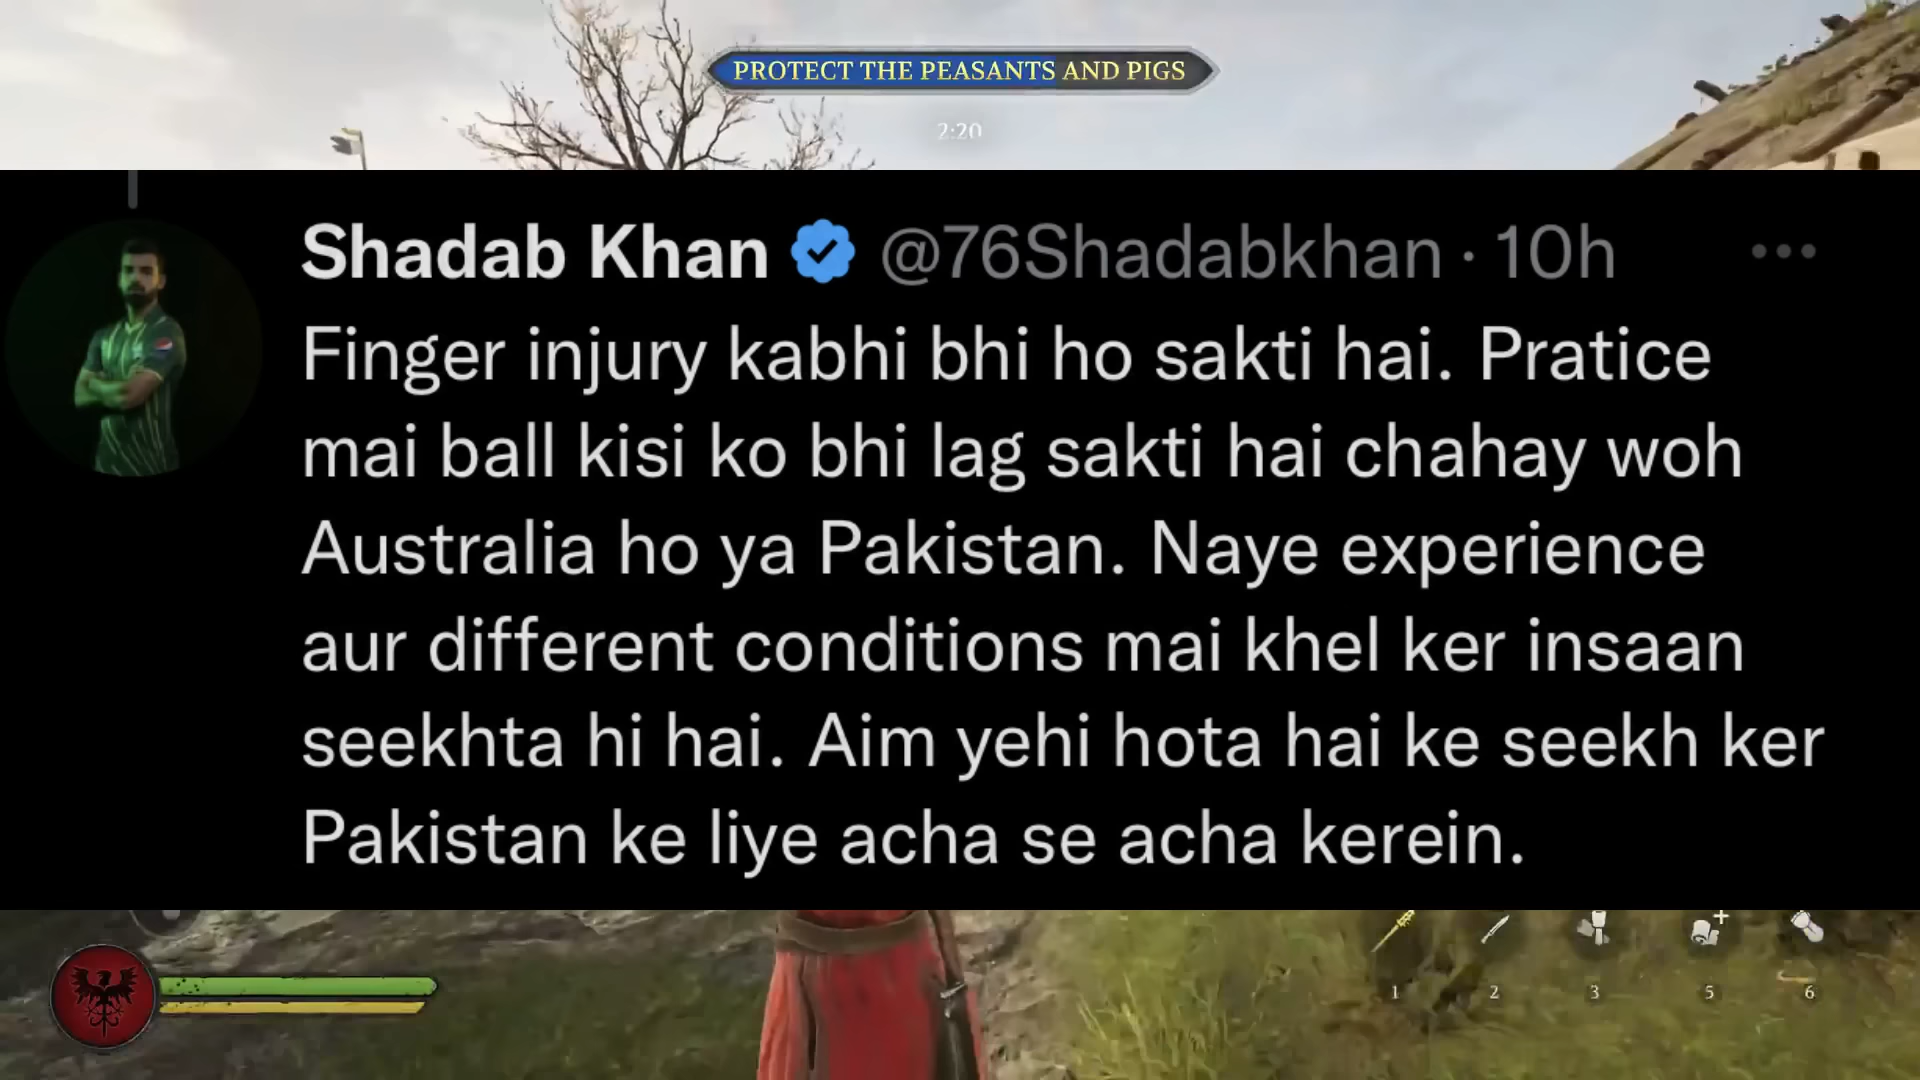 PROTECT THE PEASANTS AND PIGS
2:20
Shadab Khan @76Shadabkhan · 10h
Finger injury kabhi bhi ho sakti hai. Pratice
mai ball kisi ko bhi lag sakti hai chahay woh
Australia ho ya Pakistan. Naye experience
aur different conditions mai khel ker insaan
seekhta hi hai. Aim yehi hota hai ke seekh ker
Pakistan ke liye acha se acha kerein.
1 2 3 5 6